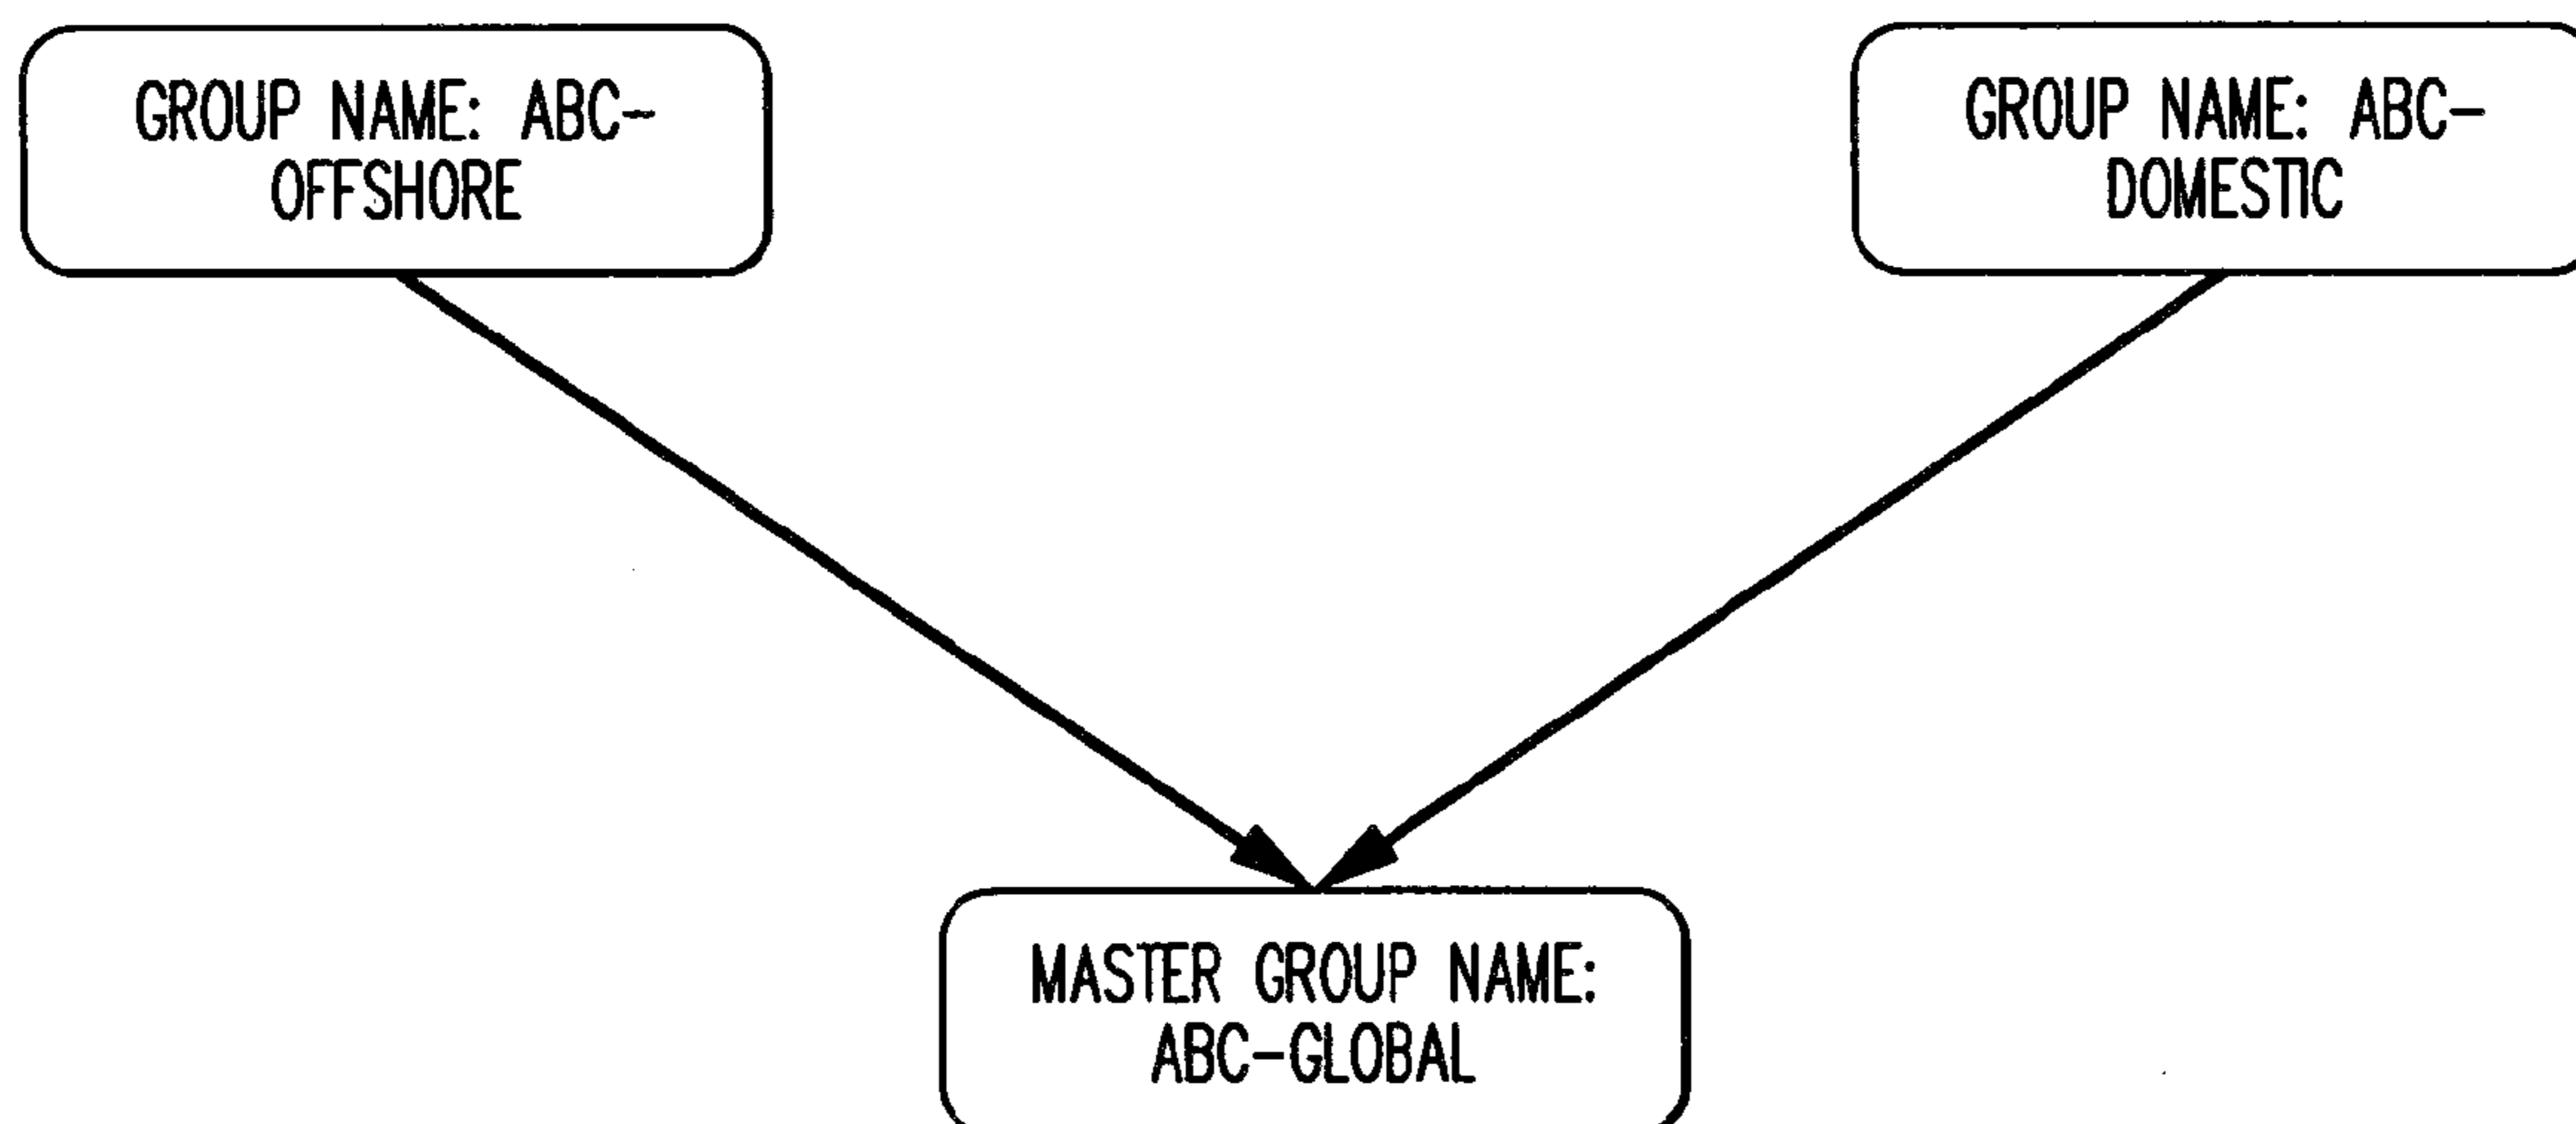 GROUP NAME: ABC-
OFFSHORE
GROUP NAME: ABC-
DOMESTIC
MASTER GROUP NAME:
ABC-GLOBAL